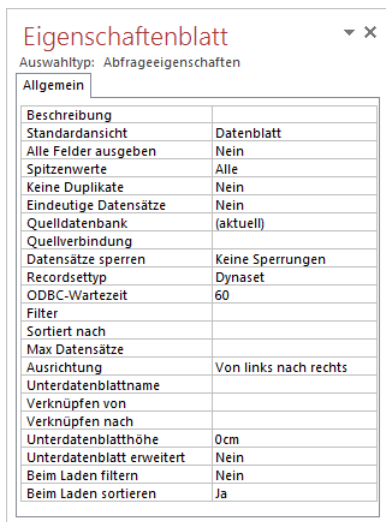 Eigenschaftenblatt
Auswahltyp: Abfrageeigenschaften
Allgemein
Beschreibung
Standardansicht Datenblatt
Alle Felder ausgeben Nein
Spitzenwerte Alle
Keine Duplikate Nein
Eindeutige Datensätze Nein
Quelldatenbank (aktuell)
Quellverbindung
Datensätze sperren Keine Sperrungen
Recordsettyp Dynaset
ODBC-Wartezeit 60
Filter
Sortiert nach
Max Datensätze
Ausrichtung Von links nach rechts
Unterdatenblattname
Verknüpfen von
Verknüpfen nach
Unterdatenblatthöhe 0cm
Unterdatenblatt erweitert Nein
Beim Laden filtern Nein
Beim Laden sortieren Ja